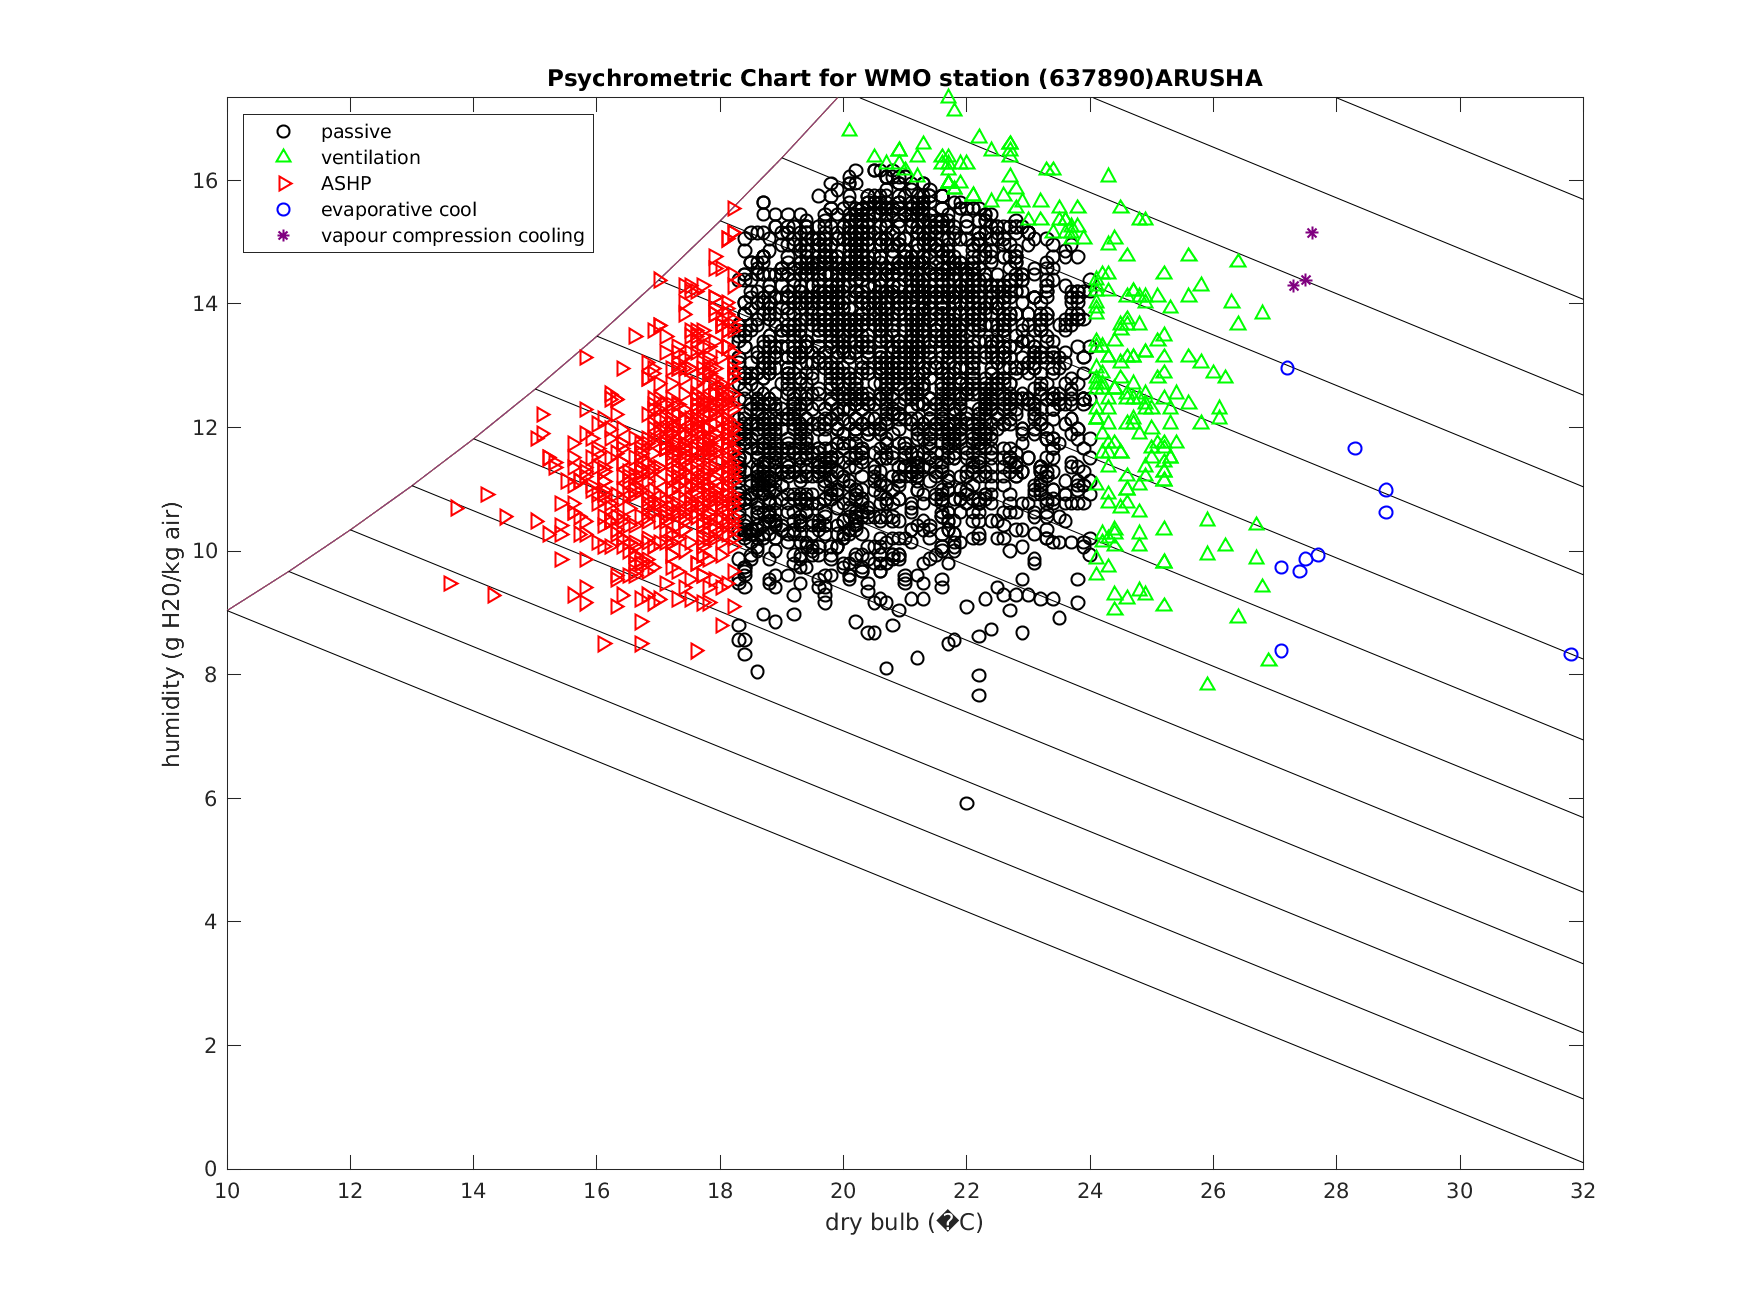 Psychrometric Chart for WMO station (637890)ARUSHA
passive
ventilation
ASHP
evaporative cool
vapour compression cooling
humidity (g H20/kg air)
16
14
12
10
8
6
4
2
0
10 12 14 16 18 20 22 24 26 28 30 32
dry bulb (�C)